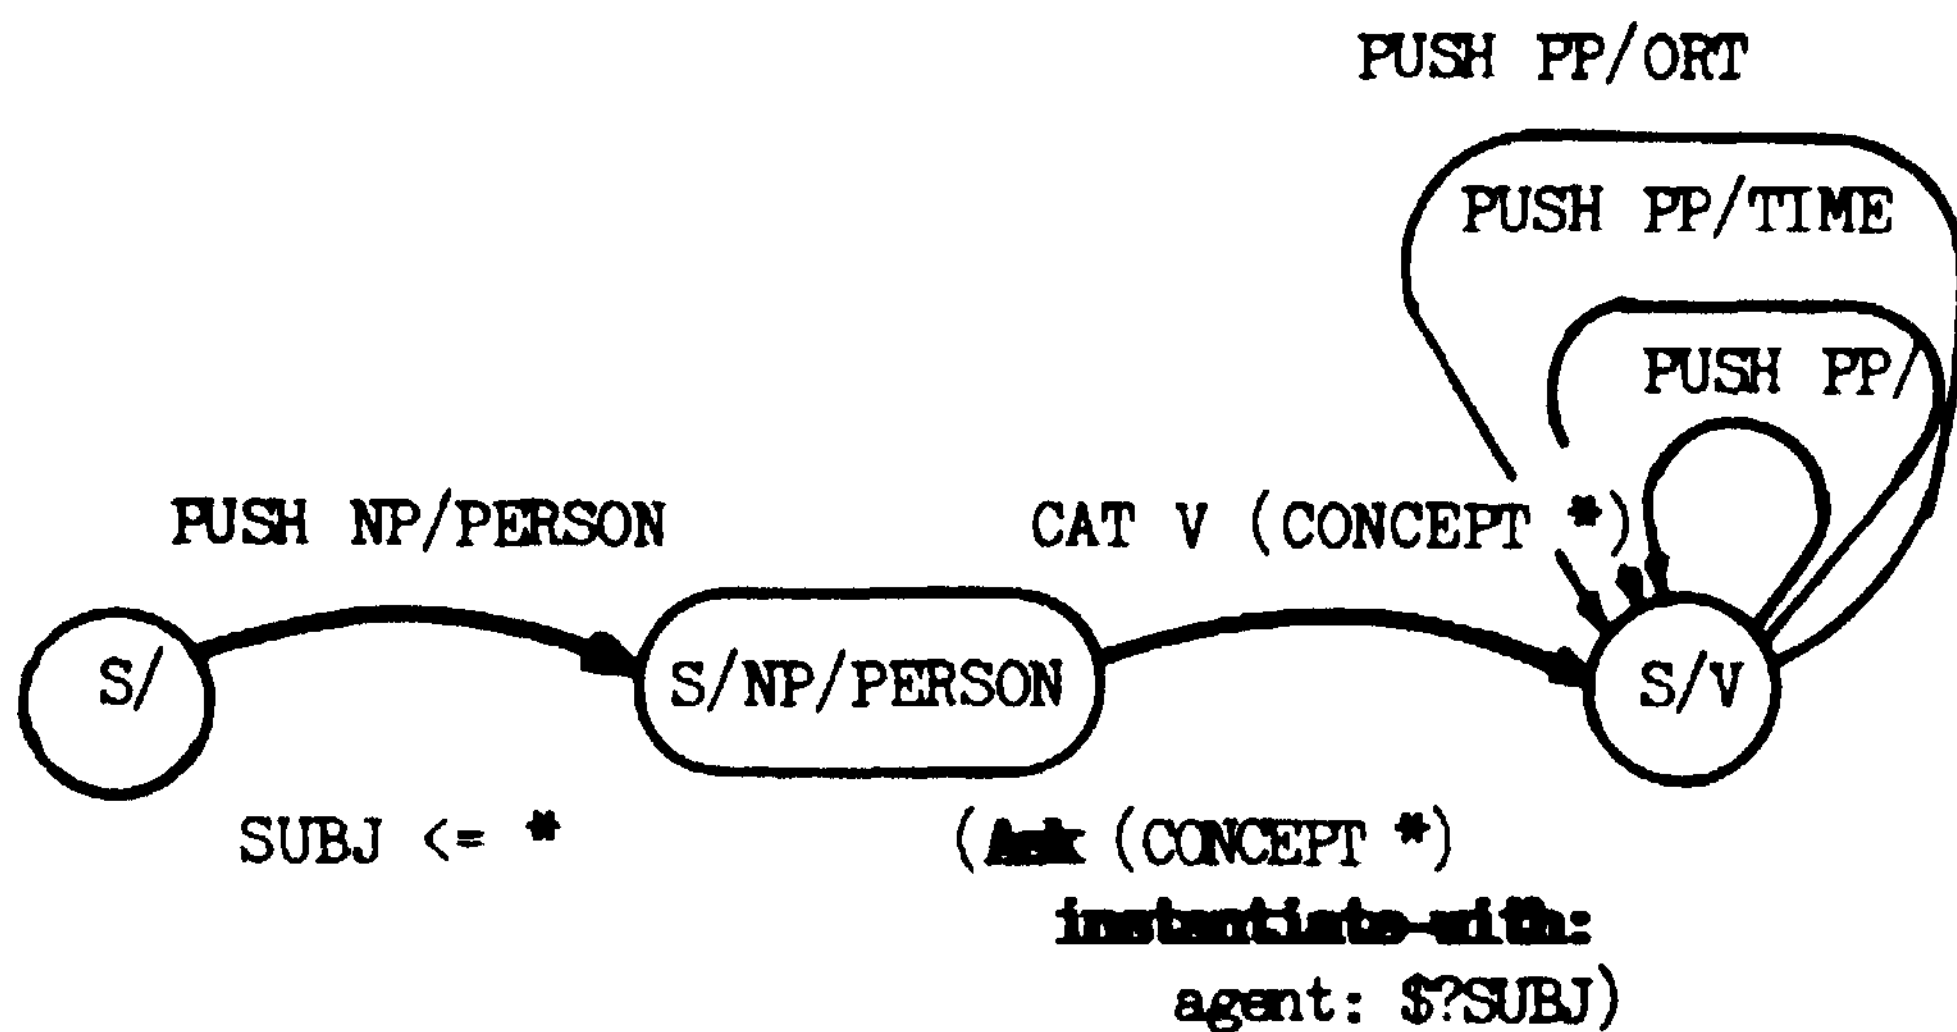 PUSH PP/ORT
PUSH PP/TIME
PUSH PP/
PUSH NP/PERSON
CAT V (CONCEPT *)
S/
S/NP/PERSON
S/V
SUBJ <= *
(Ask (CONCEPT *)
instantiate-with:
agent: $?SUBJ)